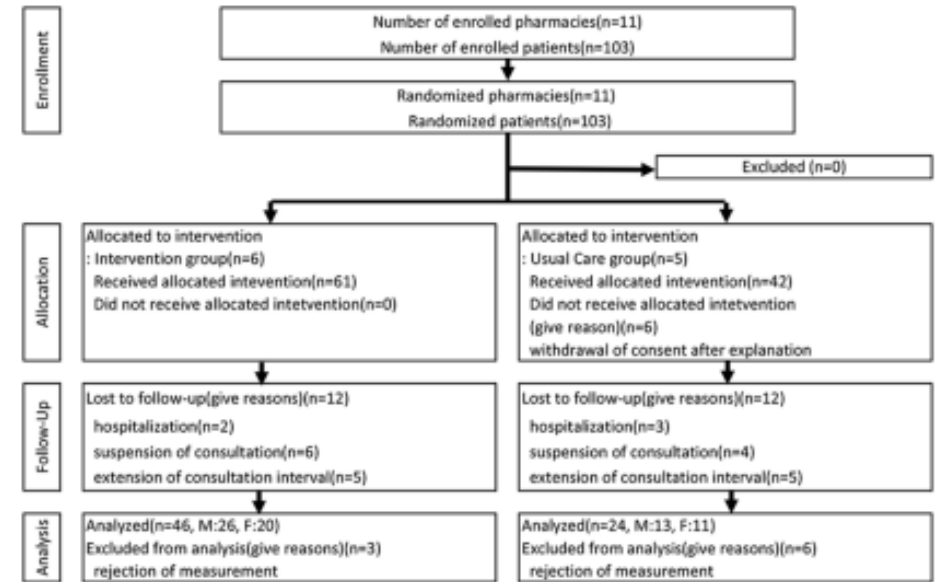 Enrollment
Number of enrolled pharmacies(n=11)
Number of enrolled patients(n=103)
Randomized pharmacies(n=11)
Randomized patients(n=103)
Excluded (n=0)
Allocation
Allocated to intervention
: Intervention group(n=6)
Received allocated intevention(n=61)
Did not receive allocated intetvention(n=0)
Allocated to intervention
: Usual Care group(n=5)
Received allocated intevention(n=42)
Did not receive allocated intetvention
(give reason)(n=6)
withdrawal of consent after explanation
Follow-Up
Lost to follow-up(give reasons)(n=12)
hospitalization(n=2)
suspension of consultation(n=6)
extension of consultation interval(n=5)
Lost to follow-up(give reasons)(n=12)
hospitalization(n=3)
suspension of consultation(n=4)
extension of consultation interval(n=5)
Analysis
Analyzed(n=46, M:26, F:20)
Excluded from analysis(give reasons)(n=3)
rejection of measurement
Analyzed(n=24, M:13, F:11)
Excluded from analysis(give reasons)(n=6)
rejection of measurement